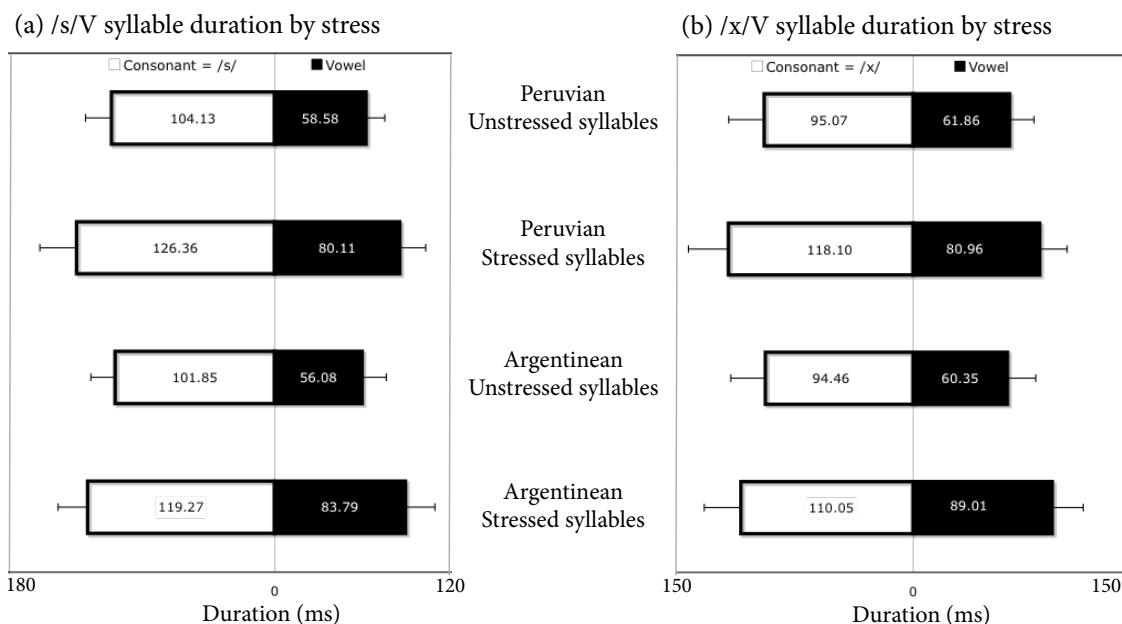 (a) /s/V syllable duration by stress
Consonant = /s/ Vowel
104.13 58.58
126.36 80.11
101.85 56.08
119.27 83.79
180 0 120
Duration (ms)
Peruvian
Unstressed syllables
Peruvian
Stressed syllables
Argentinean
Unstressed syllables
Argentinean
Stressed syllables
(b) /x/V syllable duration by stress
Consonant = /x/ Vowel
95.07 61.86
118.10 80.96
94.46 60.35
110.05 89.01
150 0 150
Duration (ms)